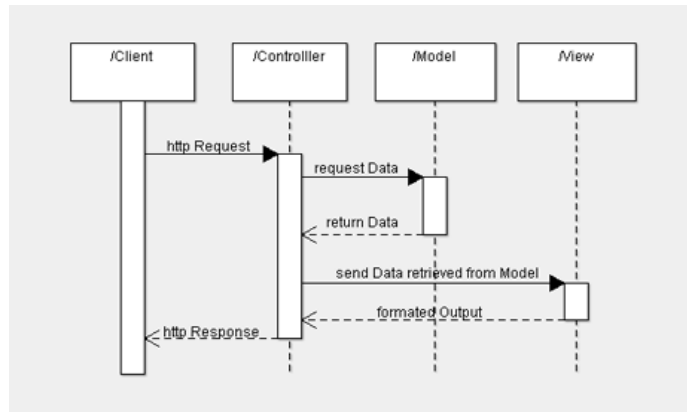 /Client
/Controlller
/Model
/View
http Request
request Data
return Data
send Data retrieved from Model
formated Output
http Response